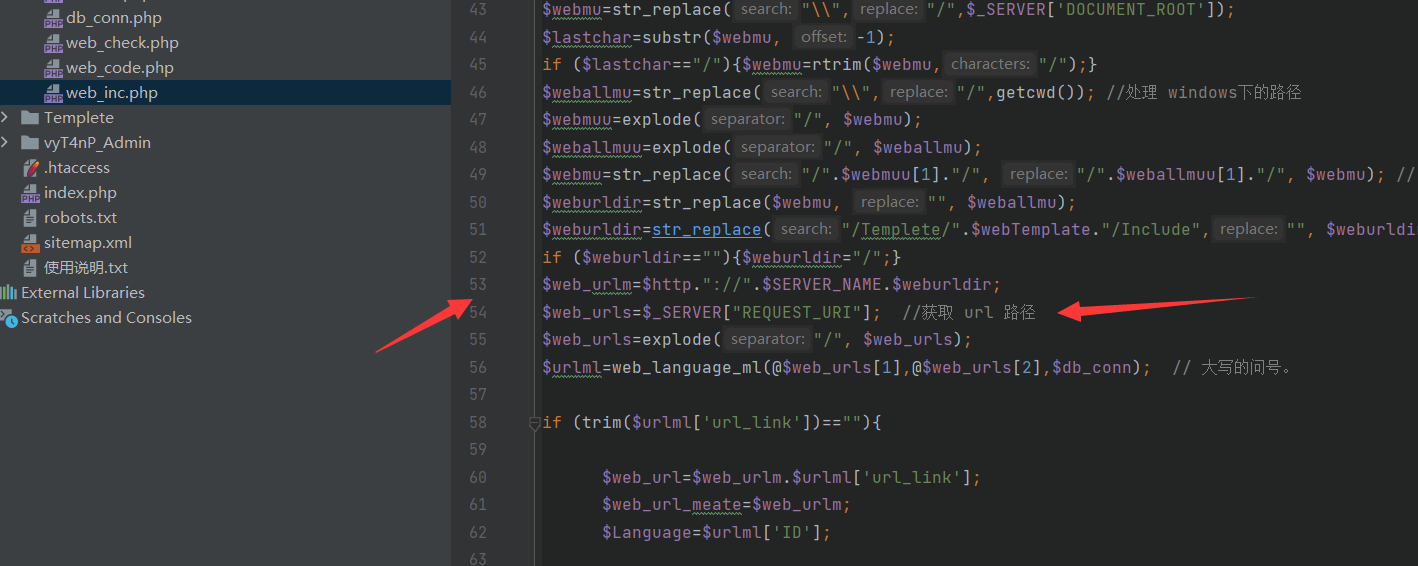 db_conn.php
web_check.php
web_code.php
web_inc.php
Templete
vyT4nP_Admin
.htaccess
index.php
robots.txt
sitemap.xml
使用说明.txt
External Libraries
Scratches and Consoles
43 $webmu=str_replace( search: "\\", replace: "/",$_SERVER['DOCUMENT_ROOT']);
44 $lastchar=substr($webmu, offset: -1);
45 if ($lastchar=="/"){$webmu=rtrim($webmu, characters: "/");}
46 $weballmu=str_replace( search: "\\", replace: "/",getcwd()); //处理 windows下的路径
47 $webmuu=explode( separator: "/", $webmu);
48 $weballmuu=explode( separator: "/", $weballmu);
49 $webmu=str_replace( search: "/".$webmuu[1]."/", replace: "/".$weballmuu[1]."/", $webmu); //
50 $weburldir=str_replace($webmu, replace: "", $weballmu);
51 $weburldir=str_replace( search: "/Templete/".$webTemplate."/Include", replace: "", $weburldi
52 if ($weburldir==""){$weburldir="/";}
53 $web_urlm=$http."://".$SERVER_NAME.$weburldir;
54 $web_urls=$_SERVER["REQUEST_URI"]; //获取 url 路径
55 $web_urls=explode( separator: "/", $web_urls);
56 $urlml=web_language_ml(@$web_urls[1],@$web_urls[2],$db_conn); // 大写的问号。
57
58 if (trim($urlml['url_link'])==""){
59
60 $web_url=$web_urlm.$urlml['url_link'];
61 $web_url_meate=$web_urlm;
62 $Language=$urlml['ID'];
63